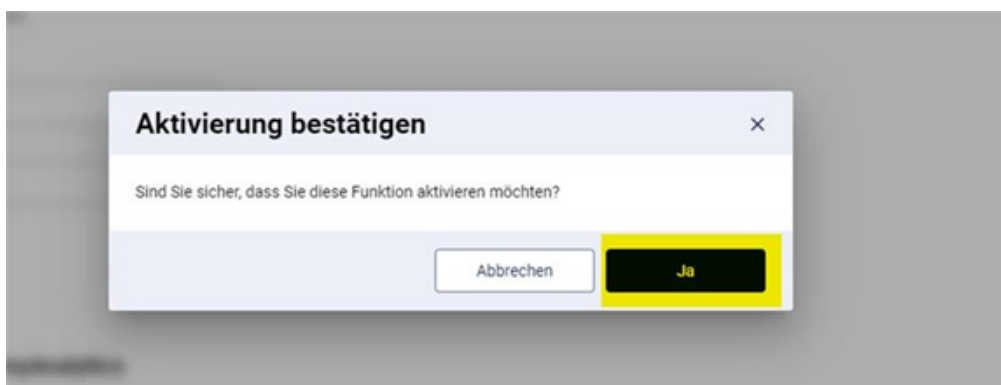 Aktivierung bestätigen
Sind Sie sicher, dass Sie diese Funktion aktivieren möchten?
Abbrechen
Ja